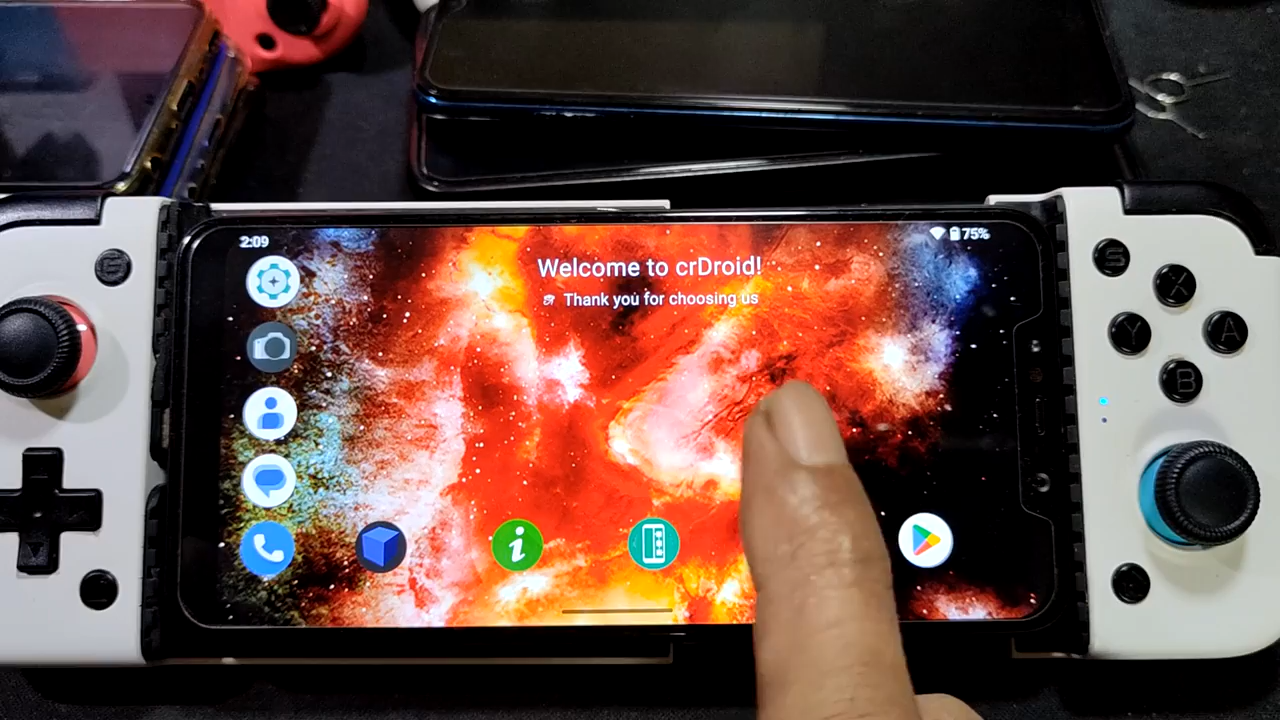 2:09
75%
Welcome to crDroid!
Thank you for choosing us
i
G
S
X
Y
A
B